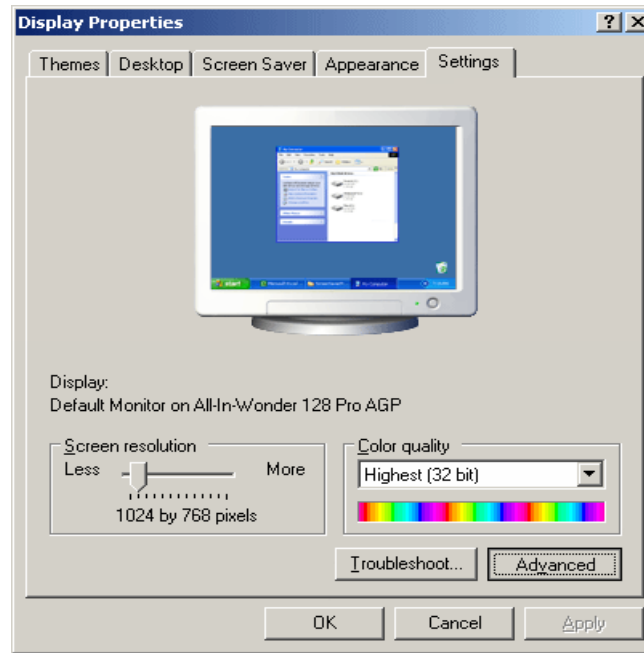 Display Properties
Themes Desktop Screen Saver Appearance Settings
start
Display:
Default Monitor on All-In-Wonder 128 Pro AGP
Screen resolution
Less More
1024 by 768 pixels
Color quality
Highest (32 bit)
Troubleshoot... Advanced
OK Cancel Apply